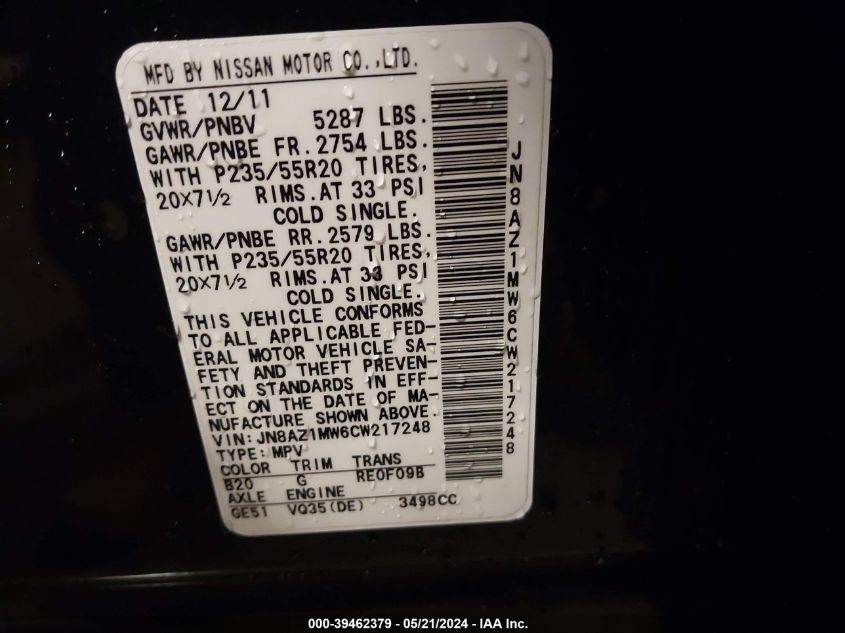 MFD BY NISSAN MOTOR CO.,LTD.
DATE 12/11
GVWR/PNBV 5287 LBS.
GAWR/PNBE FR. 2754 LBS.
WITH P235/55R20 TIRES,
20X7½ RIMS. AT 33 PSI
COLD SINGLE.
GAWR/PNBE RR. 2579 LBS.
WITH P235/55R20 TIRES,
20X7½ RIMS. AT 33 PSI
COLD SINGLE.
THIS VEHICLE CONFORMS
TO ALL APPLICABLE FED-
ERAL MOTOR VEHICLE SA-
FETY AND THEFT PREVEN-
TION STANDARDS IN EFF-
ECT ON THE DATE OF MA-
NUFACTURE SHOWN ABOVE.
VIN: JN8AZ1MW6CW217248
TYPE: MPV
COLOR TRIM TRANS
B20 G RE0F09B
AXLE ENGINE
GE51 VQ35(DE) 3498CC
JN8AZ1MW6CW217248
000-39462379 - 05/21/2024 - IAA Inc.